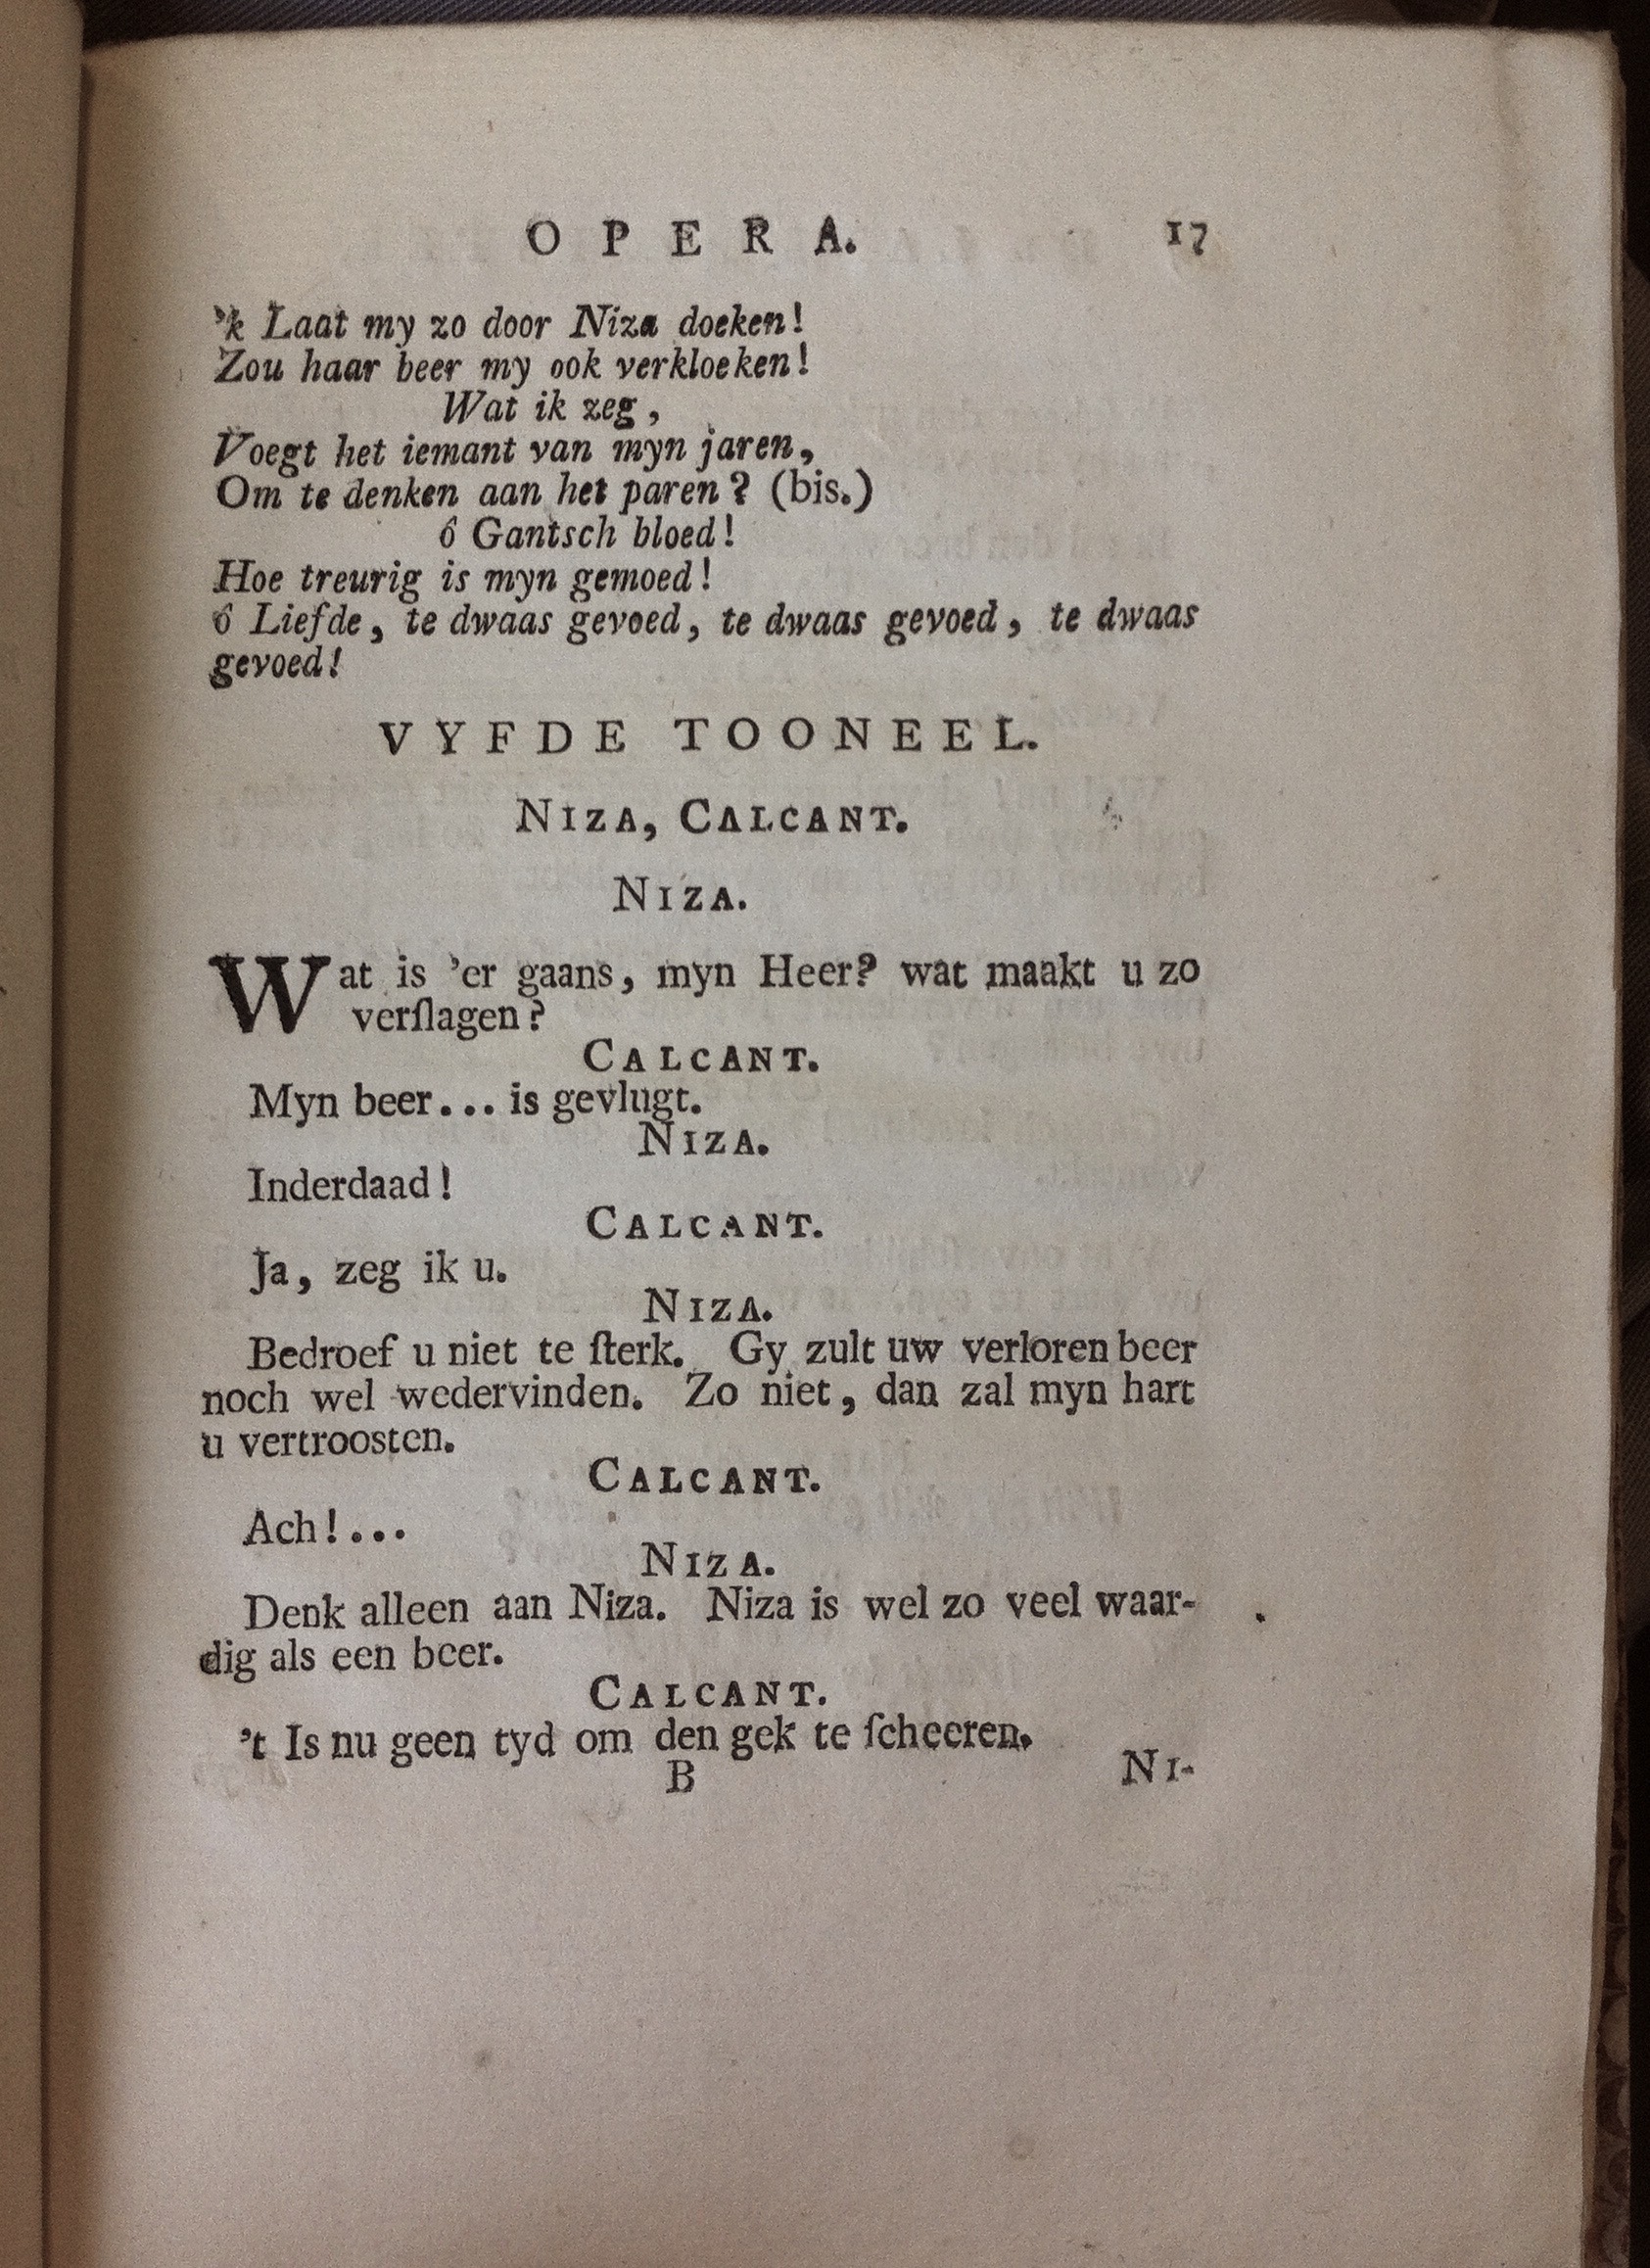 OPERA. 17
'k Laat my zo door Niza doeken!
Zou haar beer my ook verkloeken!
Wat ik zeg,
Voegt het iemant van myn jaren,
Om te denken aan het paren? (bis.)
ô Gantsch bloed!
Hoe treurig is myn gemoed!
ô Liefde, te dwaas gevoed, te dwaas gevoed, te dwaas
gevoed!
VYFDE TOONEEL.
NIZA, CALCANT.
NIZA.
Wat is 'er gaans, myn Heer? wat maakt u zo
verſlagen?
CALCANT.
Myn beer... is gevlugt.
NIZA.
Inderdaad!
CALCANT.
Ja, zeg ik u.
NIZA.
Bedroef u niet te ſterk. Gy zult uw verloren beer
noch wel wedervinden. Zo niet, dan zal myn hart
u vertroosten.
CALCANT.
Ach!...
NIZA.
Denk alleen aan Niza. Niza is wel zo veel waar-
dig als een beer.
CALCANT.
't Is nu geen tyd om den gek te ſcheeren.
B NI-